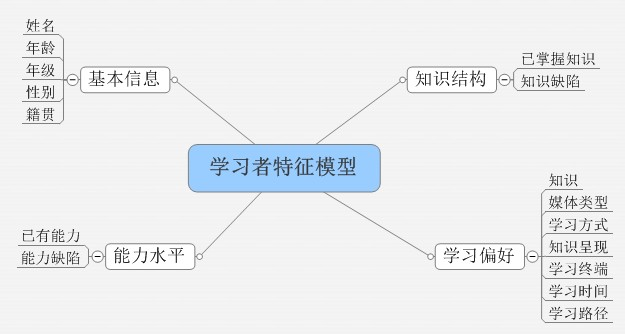 学习者特征模型
基本信息
姓名
年龄
年级
性别
籍贯
知识结构
已掌握知识
知识缺陷
能力水平
已有能力
能力缺陷
学习偏好
知识
媒体类型
学习方式
知识呈现
学习终端
学习时间
学习路径